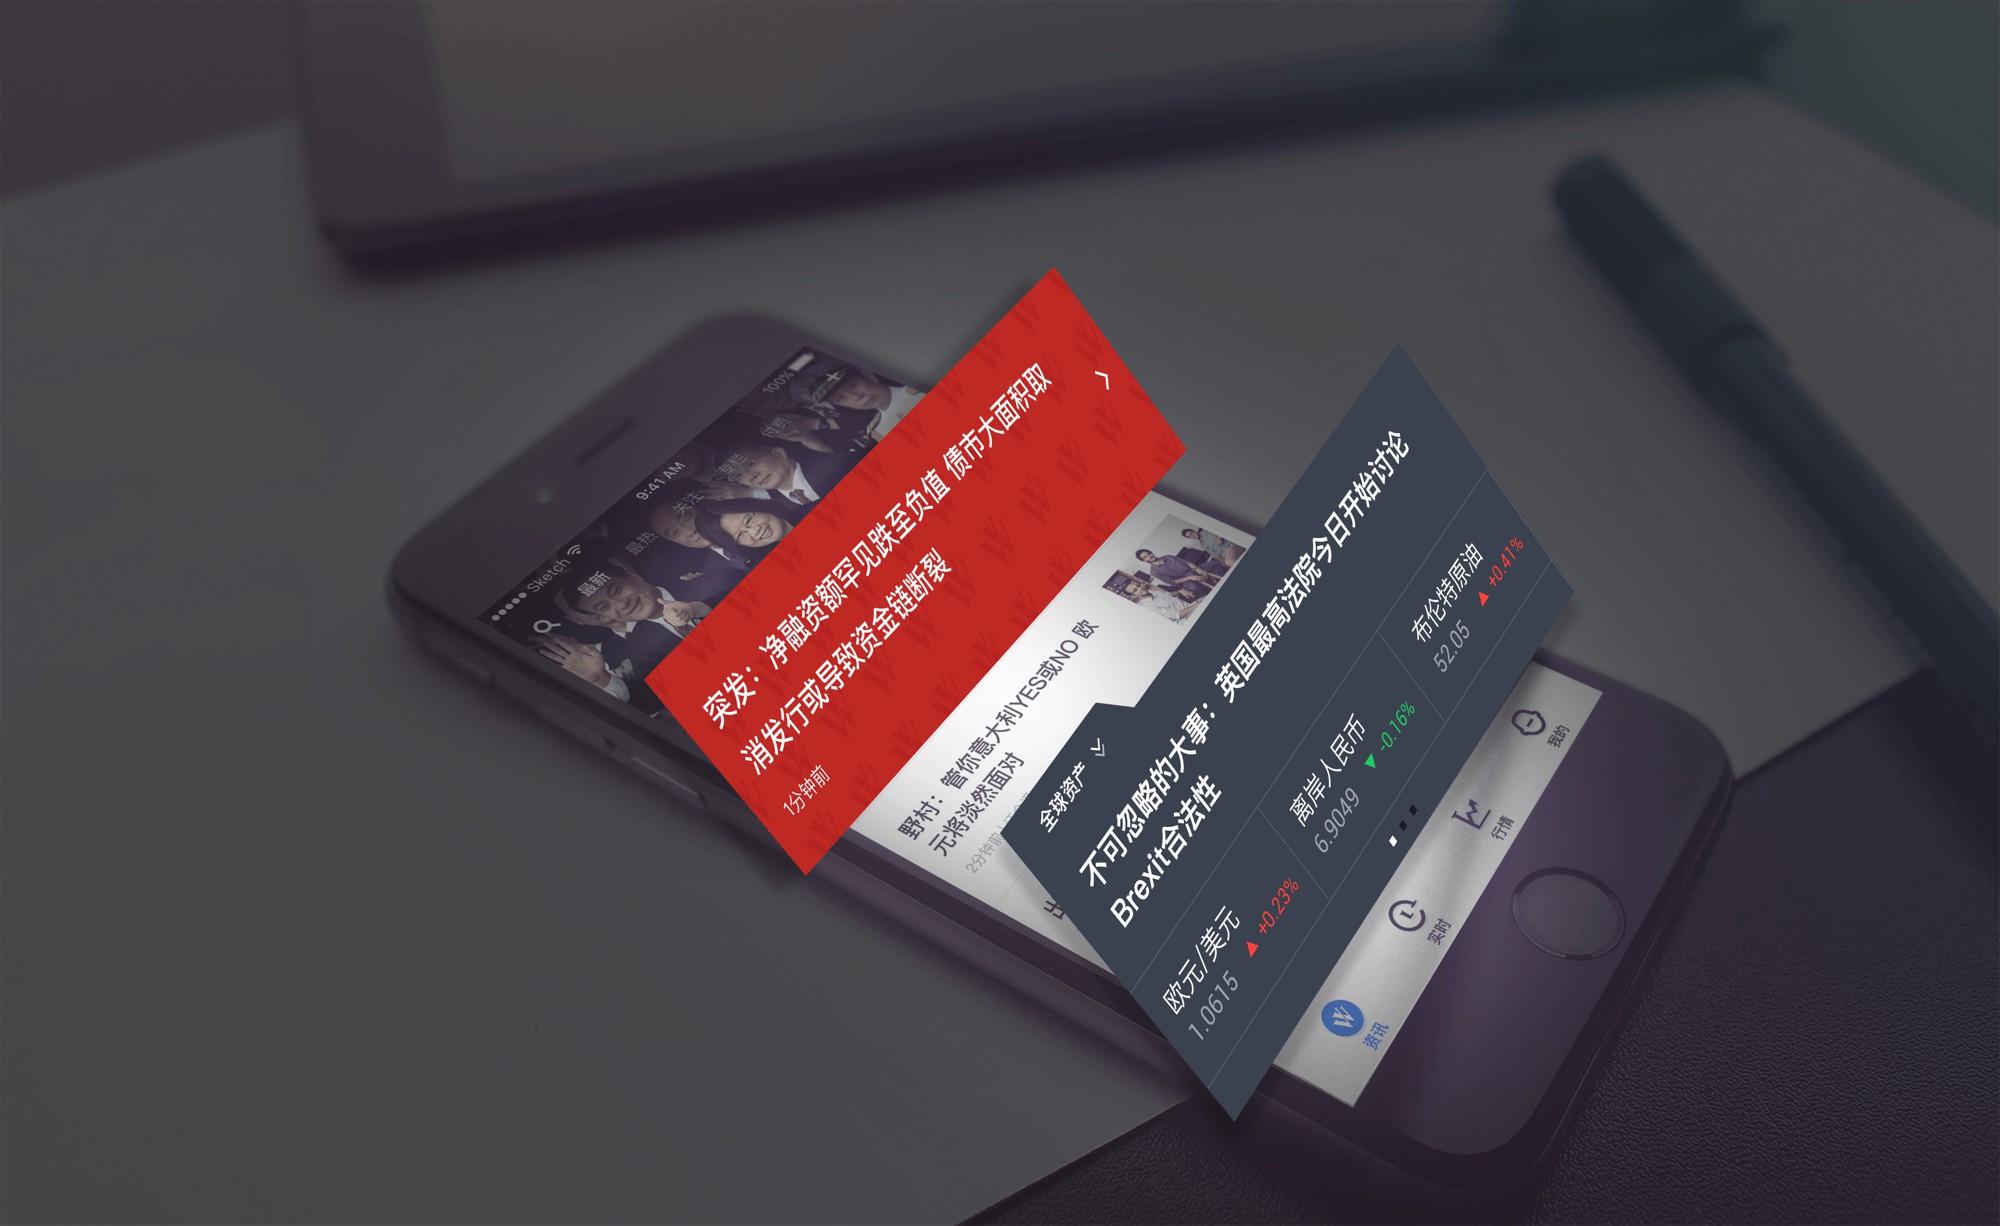 Sketch
9:41 AM
100%
最新
最热
关注
专栏
付费
突发：净融资额罕见跌至负值 债市大面积取
消发行或导致资金链断裂
1分钟前
野村：管你意大利YES或NO 欧
元将淡然面对
2分钟前
全球资产
不可忽略的大事：英国最高法院今日开始讨论
Brexit合法性
欧元/美元
1.0615 ▲ +0.23%
离岸人民币
6.9049 ▼ -0.16%
布伦特原油
52.05 ▲ +0.41%
资讯
实时
行情
我的